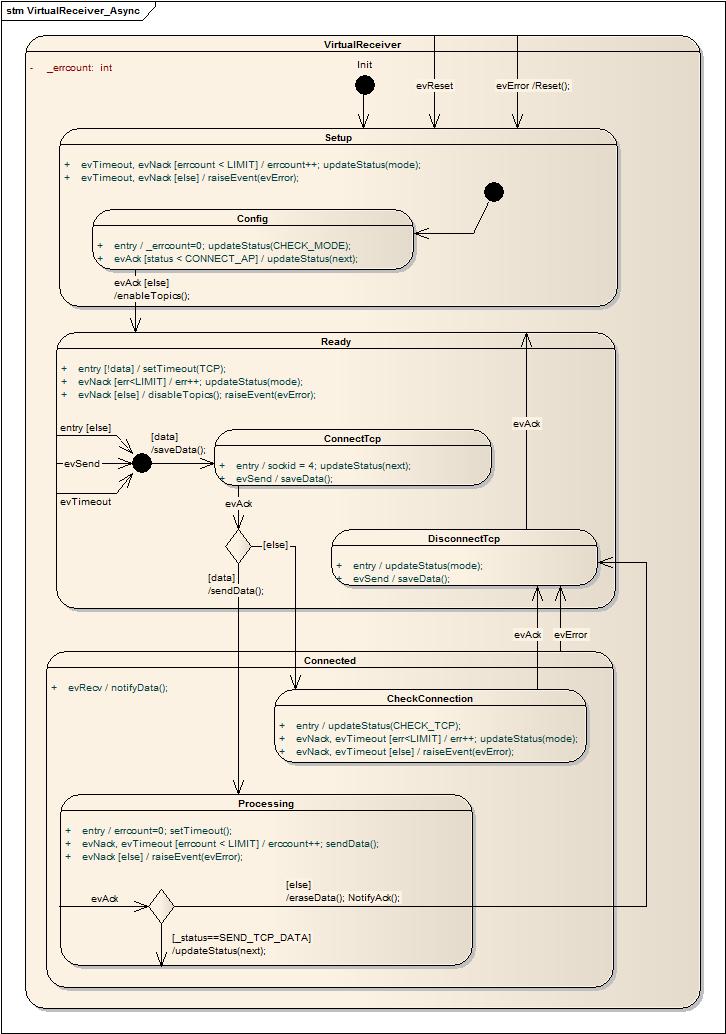 stm VirtualReceiver_Async
VirtualReceiver
- _errcount: int
Init
evReset
evError /Reset();
Setup
+ evTimeout, evNack [errcount < LIMIT] / errcount++; updateStatus(mode);
+ evTimeout, evNack [else] / raiseEvent(evError);
Config
+ entry / _errcount=0; updateStatus(CHECK_MODE);
+ evAck [status < CONNECT_AP] / updateStatus(next);
evAck [else]
/enableTopics();
Ready
+ entry [!data] / setTimeout(TCP);
+ evNack [err<LIMIT] / err++; updateStatus(mode);
+ evNack [else] / disableTopics(); raiseEvent(evError);
entry [else]
evSend
evTimeout
[data]
/saveData();
ConnectTcp
+ entry / sockid = 4; updateStatus(next);
+ evSend / saveData();
evAck
evAck
[else]
[data]
/sendData();
DisconnectTcp
+ entry / updateStatus(mode);
+ evSend / saveData();
evAck
evError
Connected
+ evRecv / notifyData();
CheckConnection
+ entry / updateStatus(CHECK_TCP);
+ evNack, evTimeout [err<LIMIT] / err++; updateStatus(mode);
+ evNack, evTimeout [else] / raiseEvent(evError);
Processing
+ entry / errcount=0; setTimeout();
+ evNack, evTimeout [errcount < LIMIT] / errcount++; sendData();
+ evNack [else] / raiseEvent(evError);
evAck
[else]
/eraseData(); NotifyAck();
[_status==SEND_TCP_DATA]
/updateStatus(next);